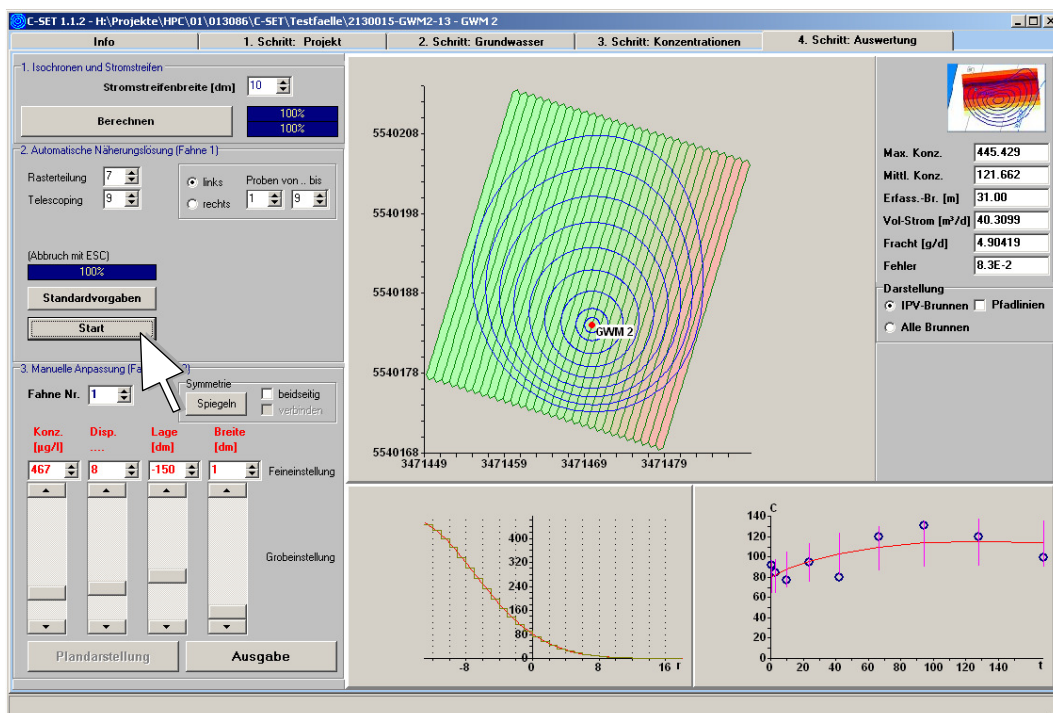 C-SET 1.1.2 - H:\Projekte\HPC\01\013086\C-SET\Testfaelle\2130015-GWM2-13 - GWM 2
Info
1. Schritt: Projekt
2. Schritt: Grundwasser
3. Schritt: Konzentrationen
4. Schritt: Auswertung
1. Isochronen und Stromstreifen
Stromstreifenbreite [dm] 10
Berechnen
100%
100%
2. Automatische Näherungslösung (Fahne 1)
Rasterteilung 7
Telescoping 9
links
rechts
Proben von .. bis
1 9
(Abbruch mit ESC)
100%
Standardvorgaben
Start
3. Manuelle Anpassung (Fa
2)
Fahne Nr. 1
Symmetrie
Spiegeln
beidseitig
verbinden
Konz. Disp. Lage Breite
[µg/l] .... [dm] [dm]
467 8 -150 1 Feineinstellung
Grobeinstellung
Plandarstellung
Ausgabe
5540208
5540198
5540188
5540178
5540168
3471449 3471459 3471469 3471479
GWM 2
Max. Konz. 445.429
Mittl. Konz. 121.662
Erfass.-Br. [m] 31.00
Vol-Strom [m³/d] 40.3099
Fracht [g/d] 4.90419
Fehler 8.3E-2
Darstellung
IPV-Brunnen Pfadlinien
Alle Brunnen
400
320
240
160
80
0
-8 0 8 16 r
C
140
120
100
80
60
40
20
0
0 20 40 60 80 100 120 140 t